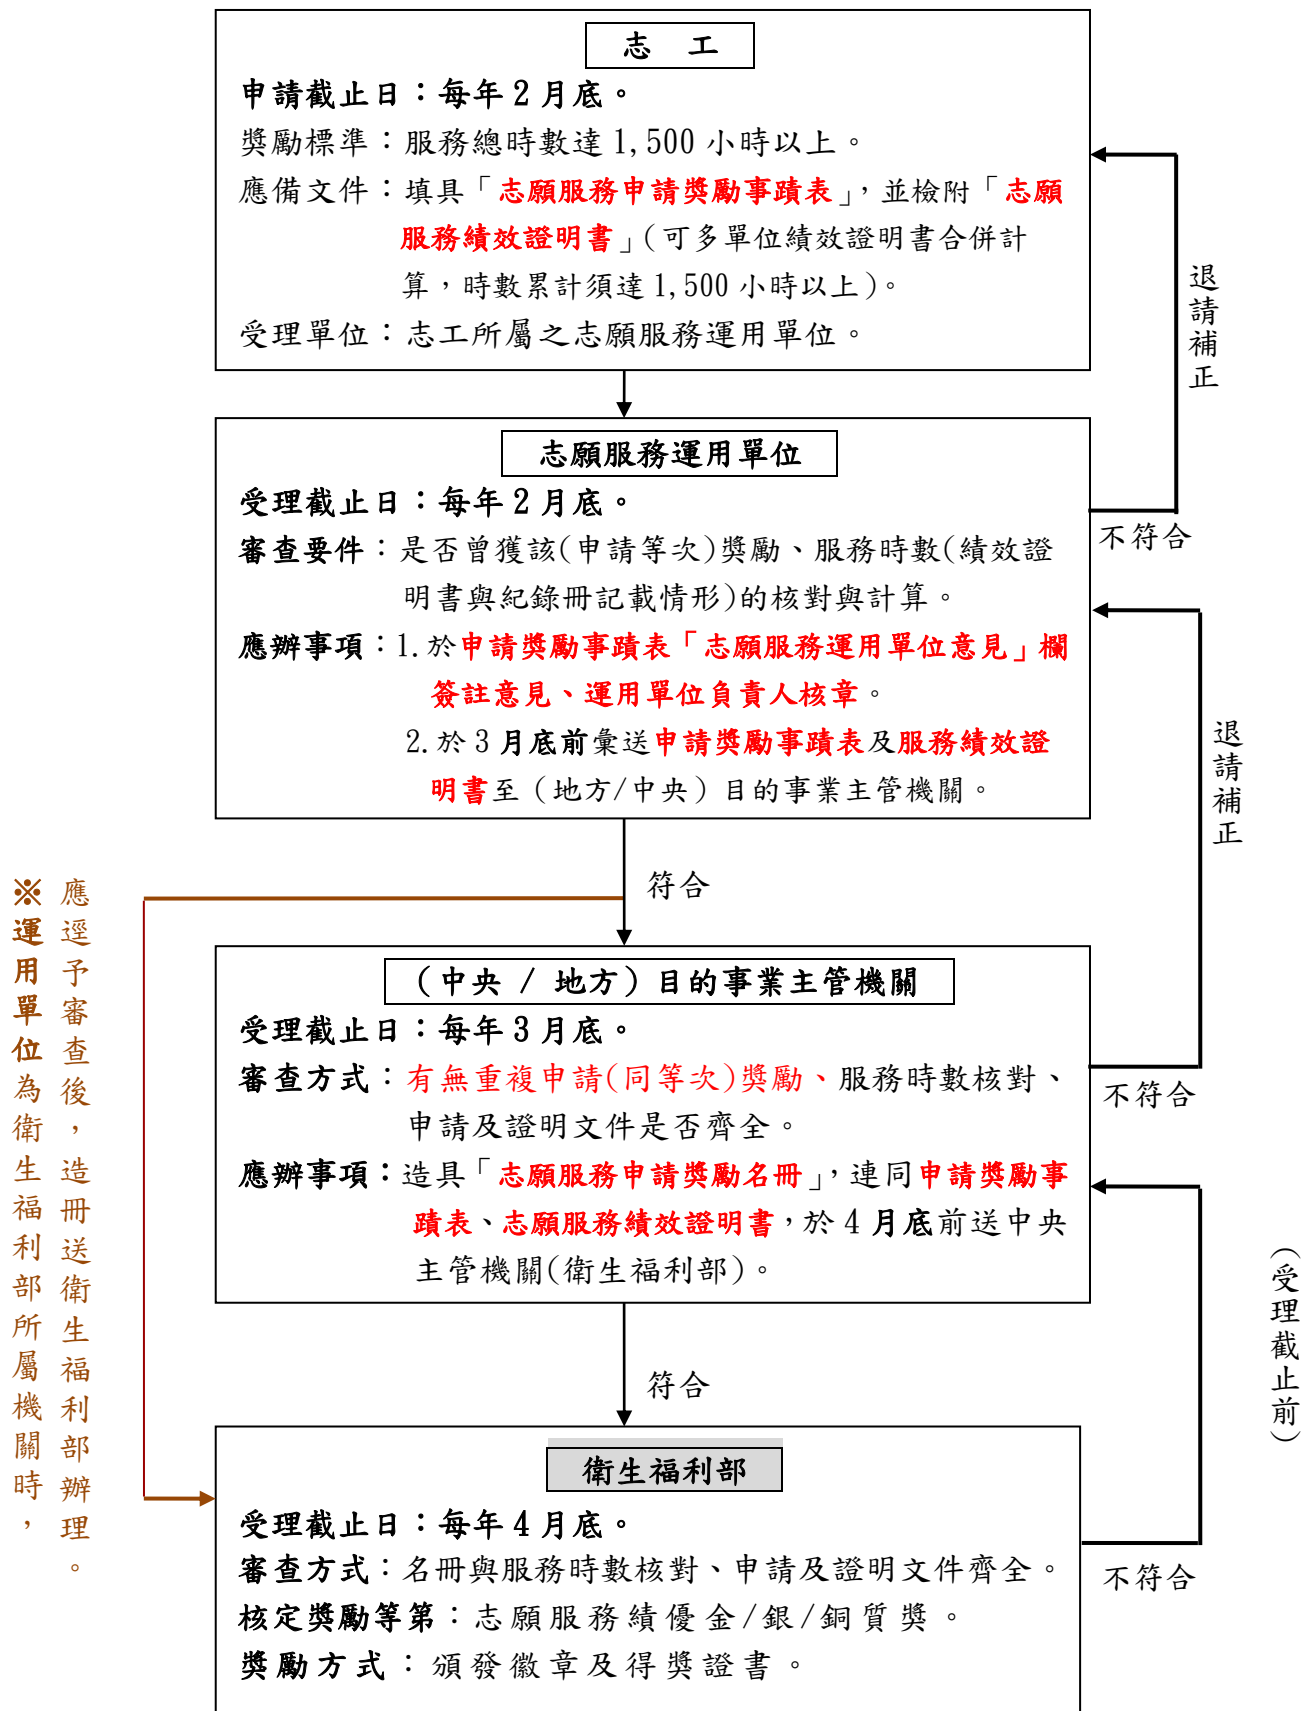 志　工
申請截止日：每年2月底。
獎勵標準：服務總時數達1,500小時以上。
應備文件：填具「志願服務申請獎勵事蹟表」，並檢附「志願
服務績效證明書」(可多單位績效證明書合併計
算，時數累計須達1,500小時以上)。
受理單位：志工所屬之志願服務運用單位。
退請補正
志願服務運用單位
受理截止日：每年2月底。
審查要件：是否曾獲該(申請等次)獎勵、服務時數(績效證
明書與紀錄冊記載情形)的核對與計算。
應辦事項：1.於申請獎勵事蹟表「志願服務運用單位意見」欄
簽註意見、運用單位負責人核章。
2.於3月底前彙送申請獎勵事蹟表及服務績效證
明書至（地方/中央）目的事業主管機關。
不符合
退請補正
符合
※運用單位為衛生福利部所屬機關時，
應逕予審查後，造冊送衛生福利部辦理。
（中央 / 地方）目的事業主管機關
受理截止日：每年3月底。
審查方式：有無重複申請(同等次)獎勵、服務時數核對、
申請及證明文件是否齊全。
應辦事項：造具「志願服務申請獎勵名冊」，連同申請獎勵事
蹟表、志願服務績效證明書，於4月底前送中央
主管機關(衛生福利部)。
不符合
（受理截止前）
符合
衛生福利部
受理截止日：每年4月底。
審查方式：名冊與服務時數核對、申請及證明文件齊全。
核定獎勵等第：志願服務績優金/銀/銅質獎。
獎勵方式：頒發徽章及得獎證書。
不符合